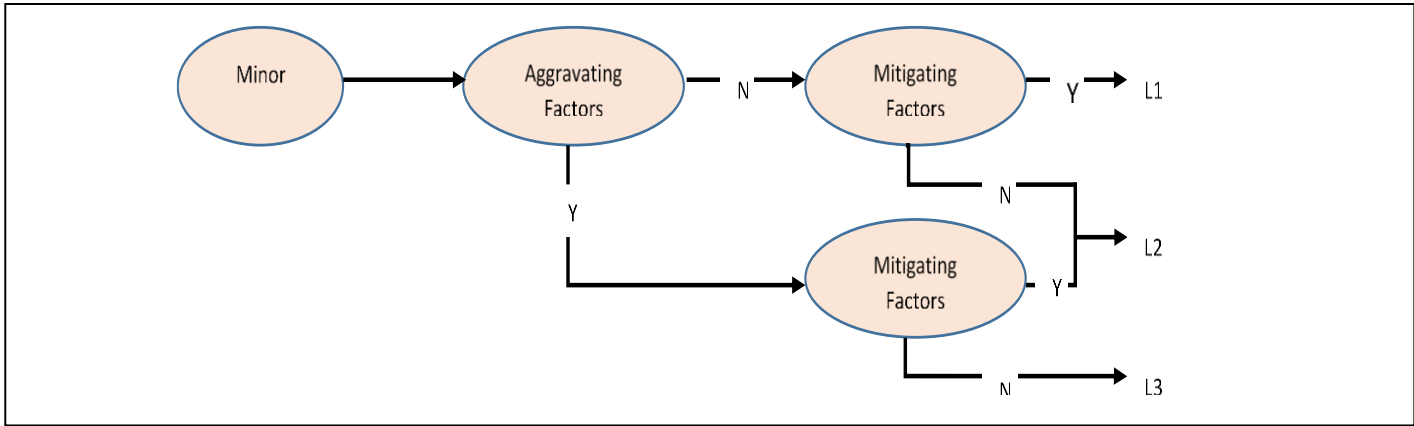 Minor
Aggravating
Factors
N
Mitigating
Factors
Y
L1
N
Y
L2
Mitigating
Factors
Y
N
L3